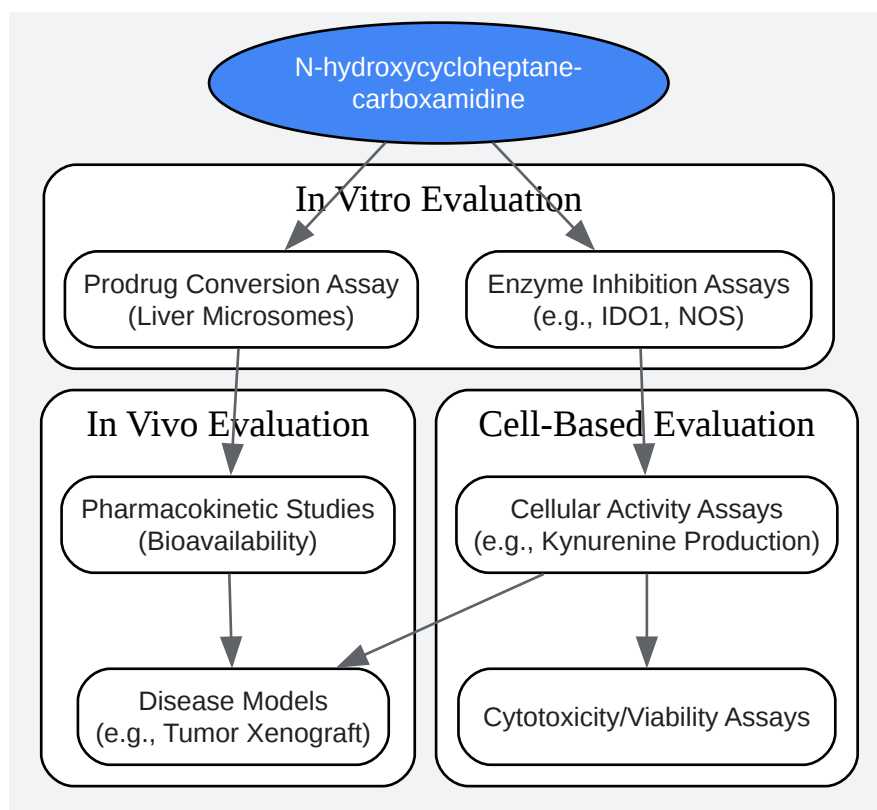 N-hydroxycycloheptane-
carboxamidine
In Vitro Evaluation
Prodrug Conversion Assay
(Liver Microsomes)
Enzyme Inhibition Assays
(e.g., IDO1, NOS)
In Vivo Evaluation
Cell-Based Evaluation
Pharmacokinetic Studies
(Bioavailability)
Cellular Activity Assays
(e.g., Kynurenine Production)
Disease Models
(e.g., Tumor Xenograft)
Cytotoxicity/Viability Assays